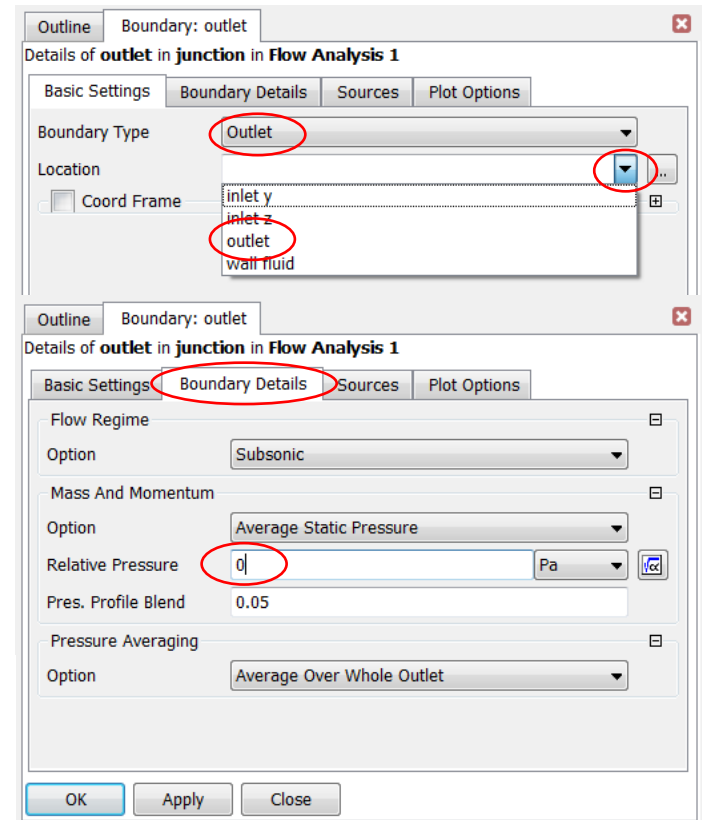 Outline Boundary: outlet
Details of outlet in junction in Flow Analysis 1
Basic Settings Boundary Details Sources Plot Options
Boundary Type Outlet
Location ...
Coord Frame
inlet y
inlet z
outlet
wall fluid
Outline Boundary: outlet
Details of outlet in junction in Flow Analysis 1
Basic Settings Boundary Details Sources Plot Options
Flow Regime
Option Subsonic
Mass And Momentum
Option Average Static Pressure
Relative Pressure 0 Pa
Pres. Profile Blend 0.05
Pressure Averaging
Option Average Over Whole Outlet
OK Apply Close